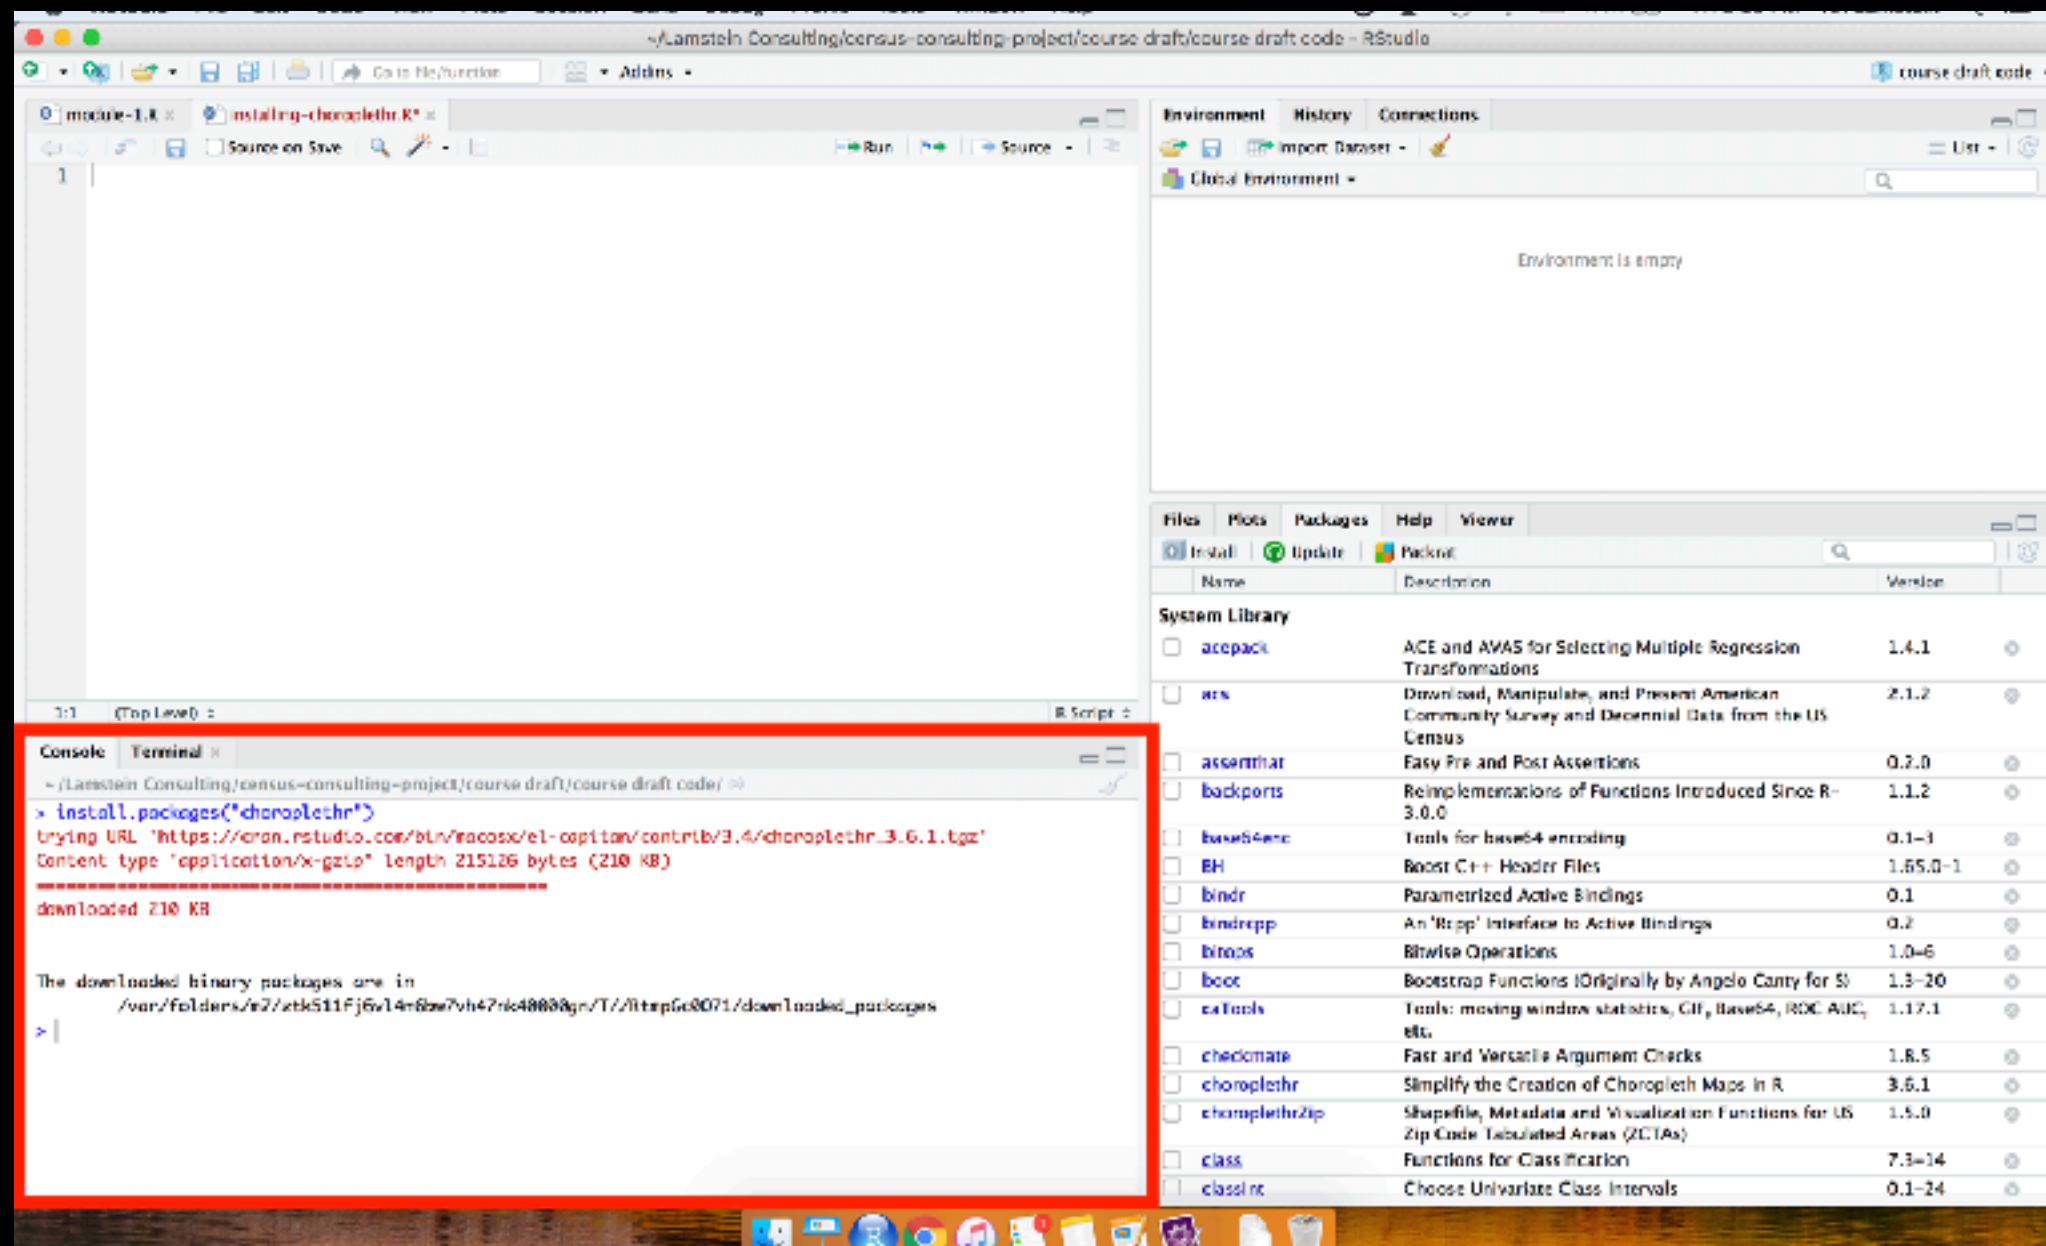 ~/Lamstein Consulting/census-consulting-project/course draft/course draft code - RStudio
Go to file/function
Addins
course draft code
module-1.R
installing-choroplethr.R*
Source on Save
Run
Source
1
1:1
(Top Level)
R Script
Console
Terminal
~/Lamstein Consulting/census-consulting-project/course draft/course draft code/
> install.packages("choroplethr")
trying URL 'https://cran.rstudio.com/bin/macosx/el-capitan/contrib/3.4/choroplethr_3.6.1.tgz'
Content type 'application/x-gzip' length 215126 bytes (210 KB)
==================================================
downloaded 210 KB
The downloaded binary packages are in
>
Environment
History
Connections
Import Dataset
List
Global Environment
Environment is empty
Files
Plots
Packages
Help
Viewer
Install
Update
Packrat
Name
Description
Version
System Library
acepack ACE and AVAS for Selecting Multiple Regression 1.4.1
Transformations
acs Download, Manipulate, and Present American 2.1.2
Community Survey and Decennial Data from the US
Census
assertthat Easy Pre and Post Assertions 0.2.0
backports Reimplementations of Functions Introduced Since R-
3.0.0
1.1.2
base64enc Tools for base64 encoding 0.1-3
BH Boost C++ Header Files 1.65.0-1
bindr Parametrized Active Bindings 0.1
bindrcpp An 'Rcpp' Interface to Active Bindings 0.2
bitops Bitwise Operations 1.0-6
boot Bootstrap Functions (Originally by Angelo Canty for S) 1.3-20
caTools Tools: moving window statistics, GIF, Base64, ROC AUC, 1.17.1
etc.
checkmate Fast and Versatile Argument Checks 1.8.5
choroplethr Simplify the Creation of Choropleth Maps in R 3.6.1
choroplethrZip Shapefile, Metadata and Visualization Functions for US 1.5.0
Zip Code Tabulated Areas (ZCTAs)
class Functions for Classification 7.3-14
classInt Choose Univariate Class Intervals 0.1-24